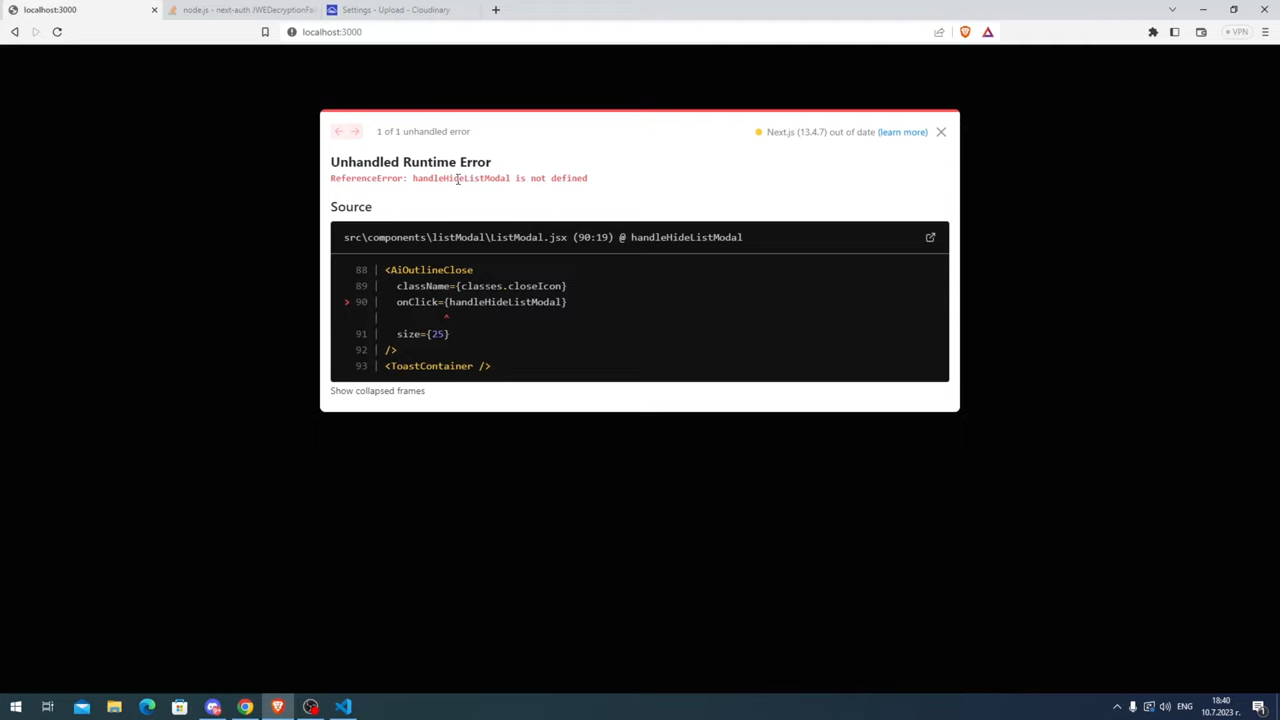 localhost:3000
node.js - next-auth JWEDecryptionFai
Settings - Upload - Cloudinary
localhost:3000
VPN
1 of 1 unhandled error
Next.js (13.4.7) out of date (learn more)
Unhandled Runtime Error
ReferenceError: handleHideListModal is not defined
Source
src\components\listModal\ListModal.jsx (90:19) @ handleHideListModal
88 | <AiOutlineClose
89 | className={classes.closeIcon}
> 90 | onClick={handleHideListModal}
| ^
91 | size={25}
92 | />
93 | <ToastContainer />
Show collapsed frames
ENG
18:40
10.7.2023 г.
1